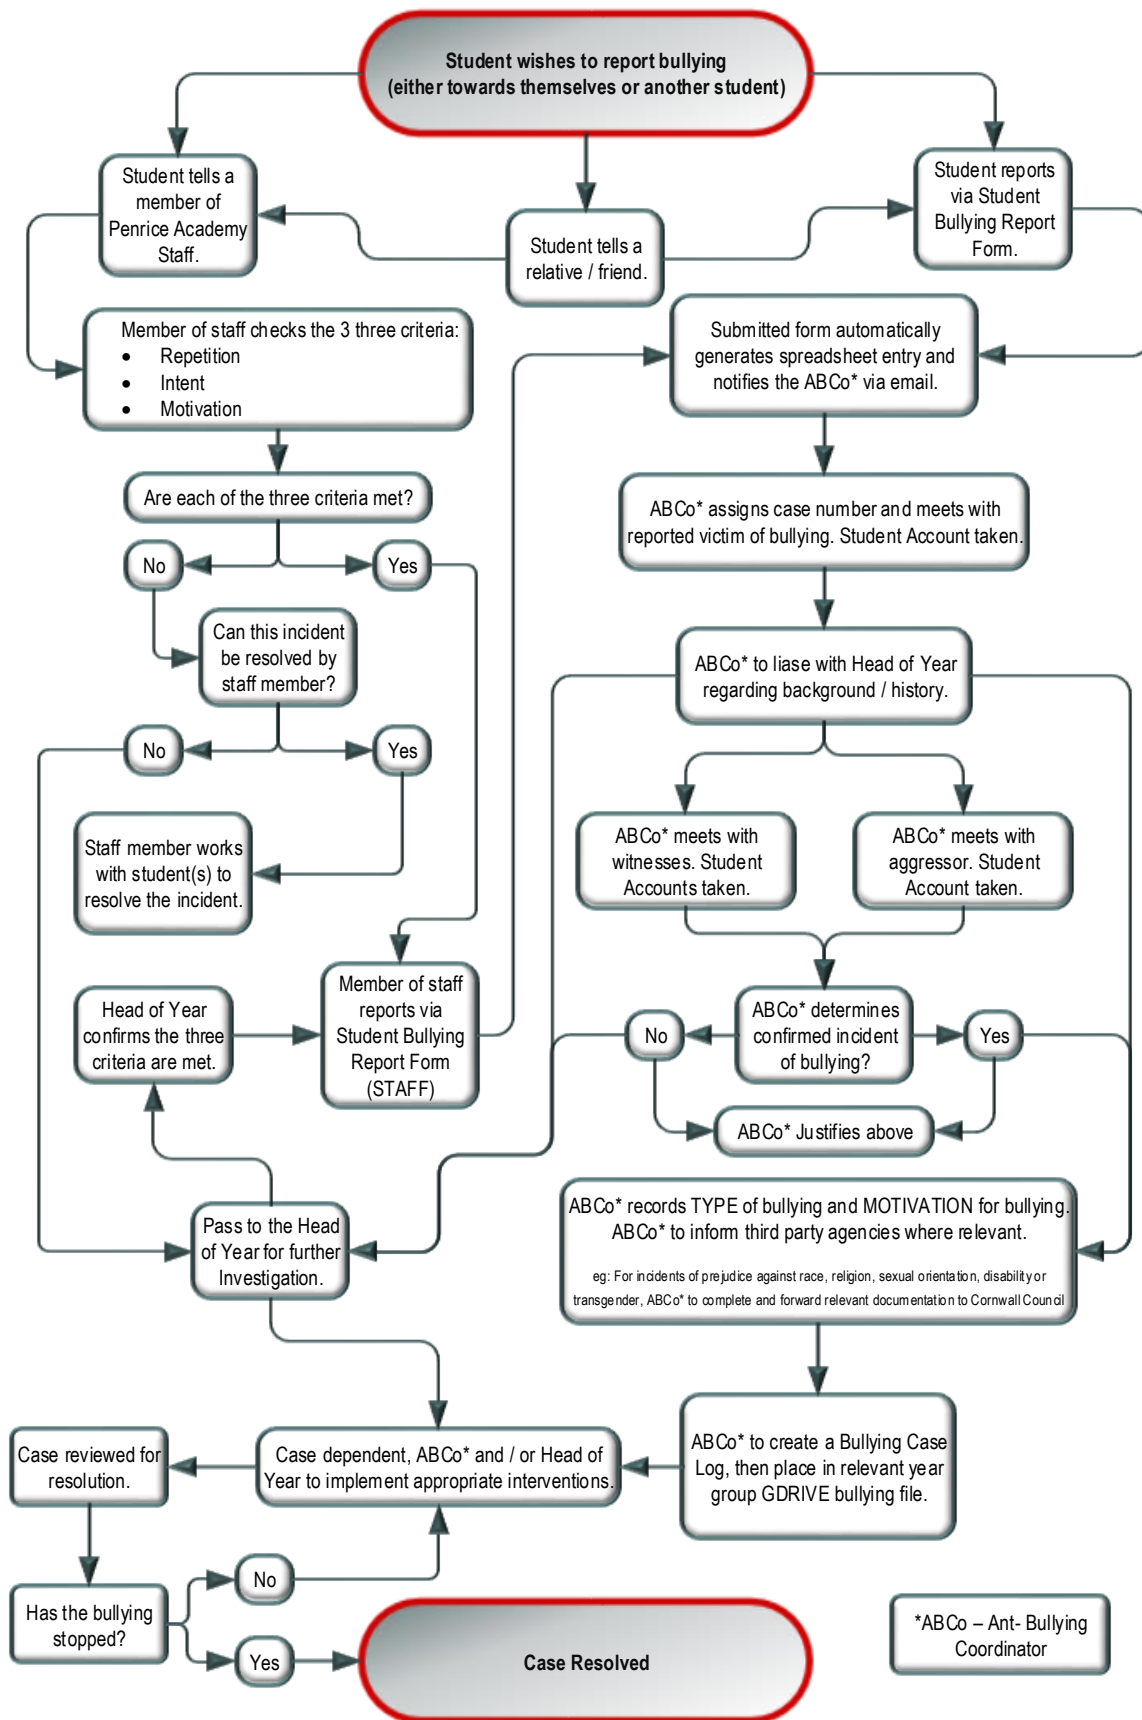 Student wishes to report bullying
(either towards themselves or another student)
Student tells a
member of
Penrice Academy
Staff.
Student tells a
relative / friend.
Student reports
via Student
Bullying Report
Form.
Member of staff checks the 3 three criteria:
• Repetition
• Intent
• Motivation
Submitted form automatically
generates spreadsheet entry and
notifies the ABCo* via email.
Are each of the three criteria met?
No
Yes
ABCo* assigns case number and meets with
reported victim of bullying. Student Account taken.
Can this incident
be resolved by
staff member?
No
Yes
ABCo* to liase with Head of Year
regarding background / history.
Staff member works
with student(s) to
resolve the incident.
ABCo* meets with
witnesses. Student
Accounts taken.
ABCo* meets with
aggressor. Student
Account taken.
Head of Year
confirms the three
criteria are met.
Member of staff
reports via
Student Bullying
Report Form
(STAFF)
No
ABCo* determines
confirmed incident
of bullying?
Yes
ABCo* Justifies above
Pass to the Head
of Year for further
Investigation.
ABCo* records TYPE of bullying and MOTIVATION for bullying.
ABCo* to inform third party agencies where relevant.
eg: For incidents of prejudice against race, religion, sexual orientation, disability or
transgender, ABCo* to complete and forward relevant documentation to Cornwall Council
Case reviewed for
resolution.
Case dependent, ABCo* and / or Head of
Year to implement appropriate interventions.
ABCo* to create a Bullying Case
Log, then place in relevant year
group GDRIVE bullying file.
Has the bullying
stopped?
No
Yes
Case Resolved
*ABCo – Ant- Bullying
Coordinator